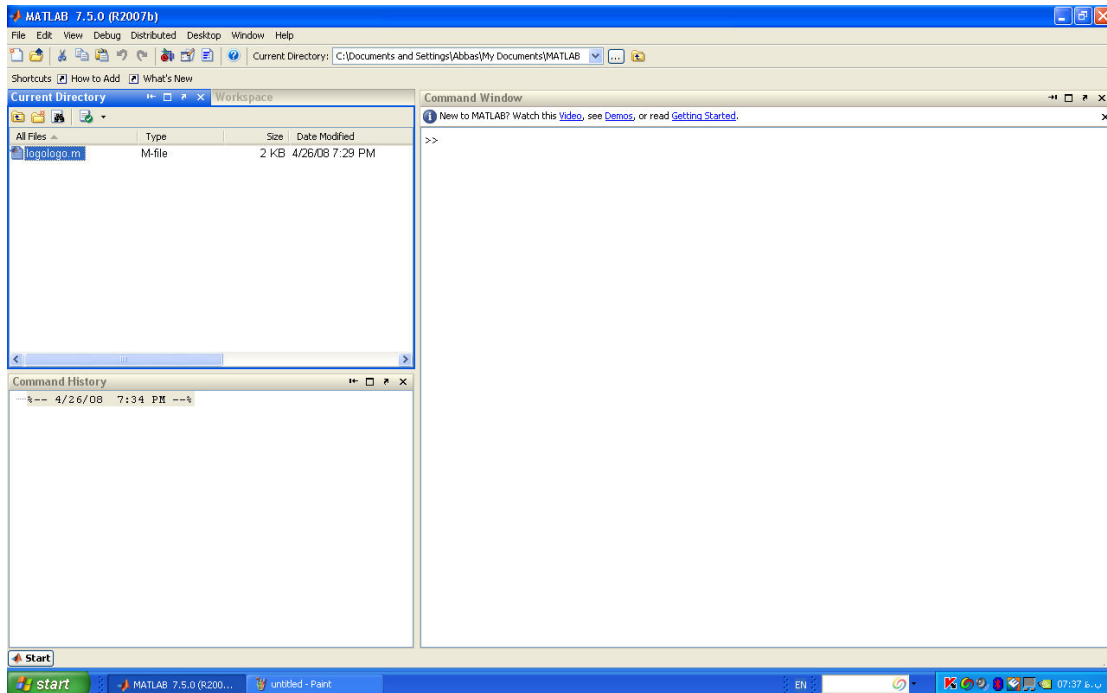 MATLAB 7.5.0 (R2007b)
File Edit View Debug Distributed Desktop Window Help
Current Directory: C:\Documents and Settings\Abbas\My Documents\MATLAB
Shortcuts How to Add What's New
Current Directory Workspace
All Files Type Size Date Modified
logologo.m M-file 2 KB 4/26/08 7:29 PM
Command History
%-- 4/26/08 7:34 PM --%
Command Window
New to MATLAB? Watch this Video, see Demos, or read Getting Started.
>>
Start
start MATLAB 7.5.0 (R200... untitled - Paint EN 07:37 ب.ظ